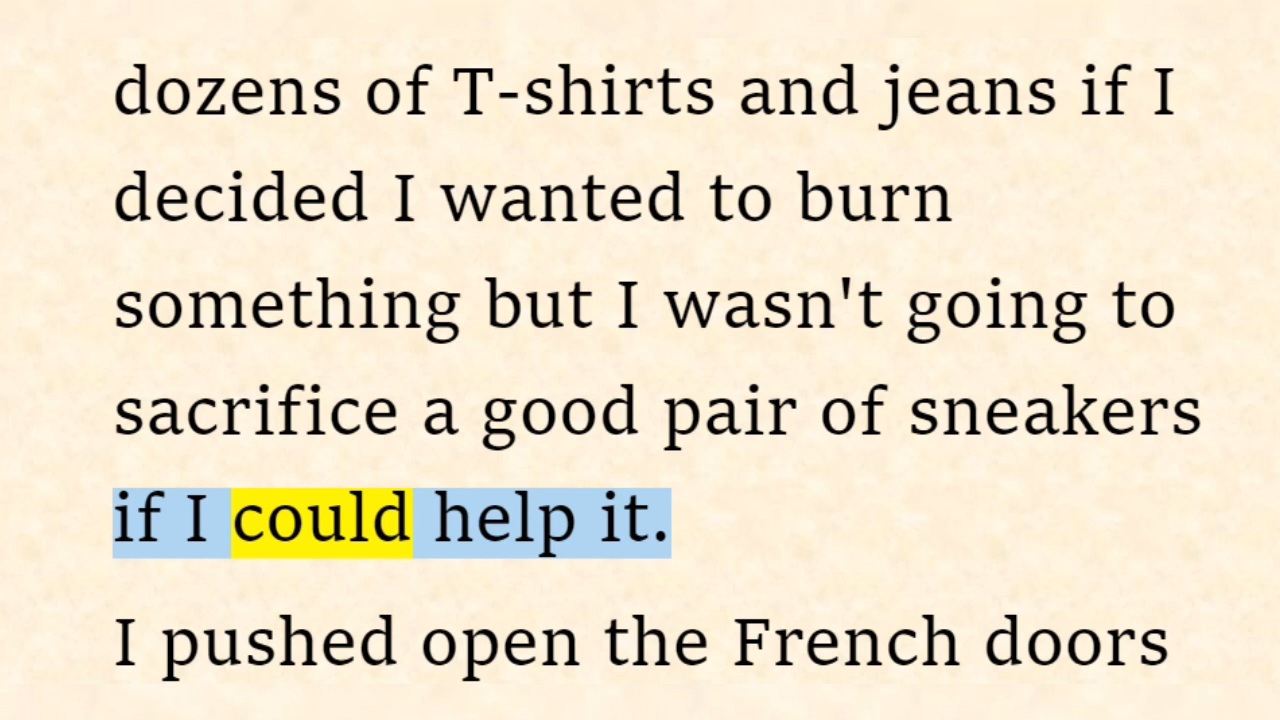 dozens of T-shirts and jeans if I
decided I wanted to burn
something but I wasn't going to
sacrifice a good pair of sneakers
if I could help it.
I pushed open the French doors